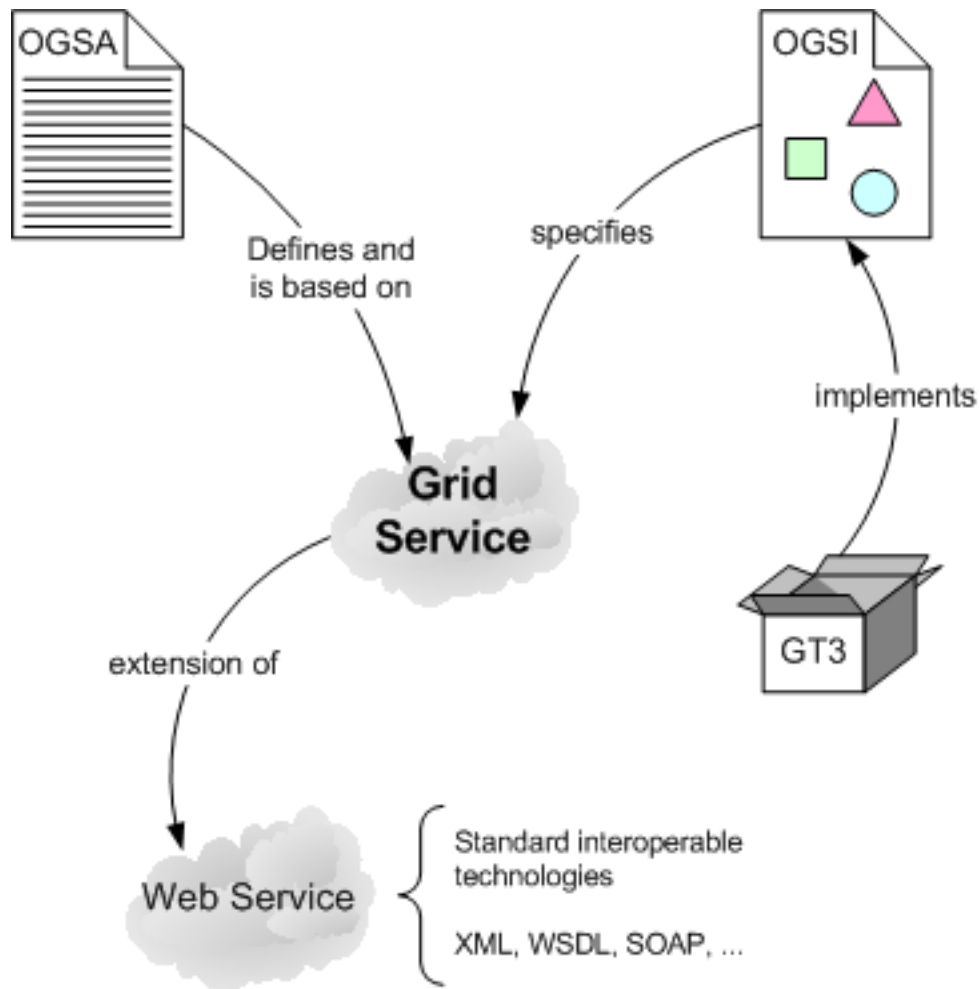 OGSA
OGSI
Defines and
is based on
specifies
implements
Grid
Service
GT3
extension of
Web Service
Standard interoperable
technologies
XML, WSDL, SOAP, ...